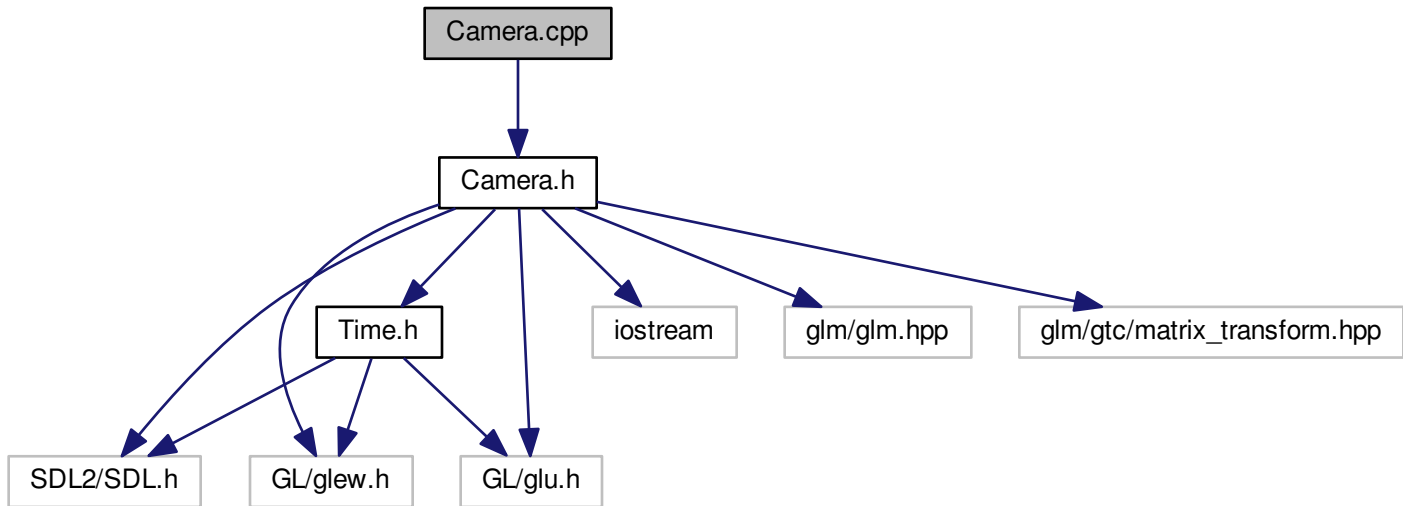 Camera.cpp
Camera.h
Time.h
iostream
glm/glm.hpp
glm/gtc/matrix_transform.hpp
SDL2/SDL.h
GL/glew.h
GL/glu.h